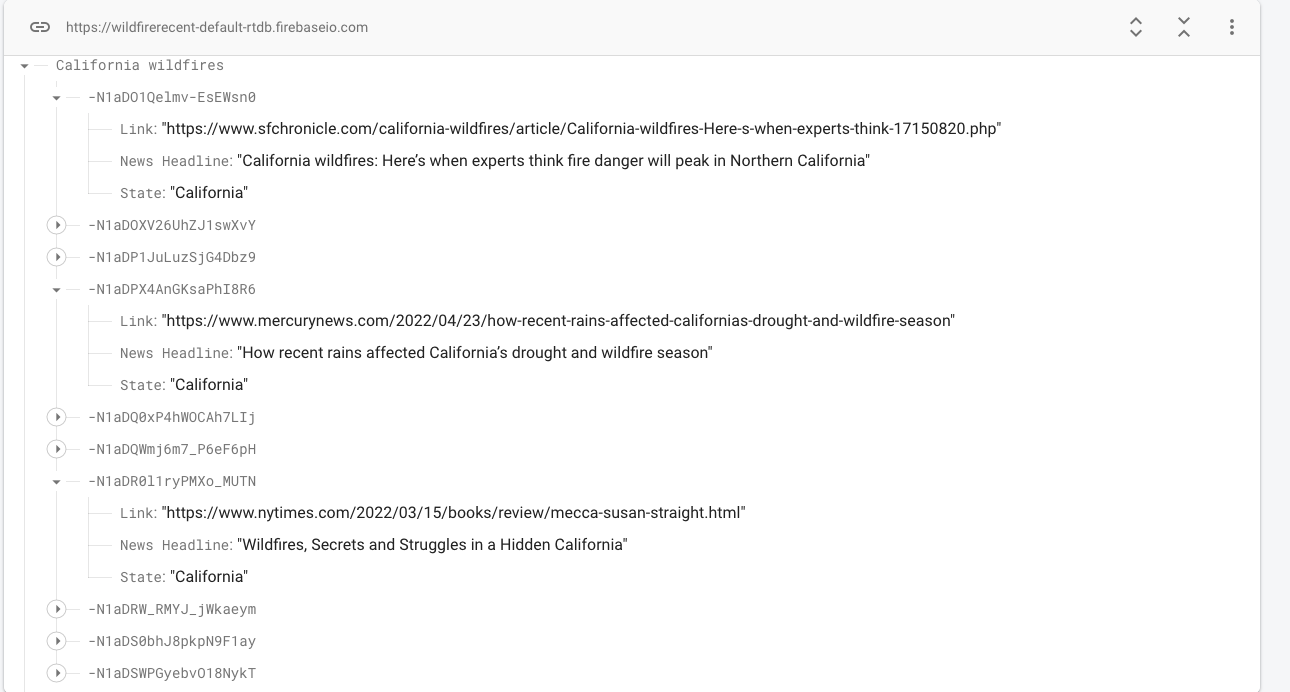 https://wildfirerecent-default-rtdb.firebaseio.com
California wildfires
-N1aDO1Qelmv-EsEWsn0
Link: "https://www.sfchronicle.com/california-wildfires/article/California-wildfires-Here-s-when-experts-think-17150820.php"
News Headline: "California wildfires: Here’s when experts think fire danger will peak in Northern California"
State: "California"
-N1aDOXV26UhZJ1swXvY
-N1aDP1JuLuzSjG4Dbz9
-N1aDPX4AnGKsaPhI8R6
Link: "https://www.mercurynews.com/2022/04/23/how-recent-rains-affected-californias-drought-and-wildfire-season"
News Headline: "How recent rains affected California’s drought and wildfire season"
State: "California"
-N1aDQ0xP4hWOCAh7LIj
-N1aDQWmj6m7_P6eF6pH
-N1aDR0l1ryPMXo_MUTN
Link: "https://www.nytimes.com/2022/03/15/books/review/mecca-susan-straight.html"
News Headline: "Wildfires, Secrets and Struggles in a Hidden California"
State: "California"
-N1aDRW_RMYJ_jWkaeym
-N1aDS0bhJ8pkpN9F1ay
-N1aDSWPGyebvO18NykT